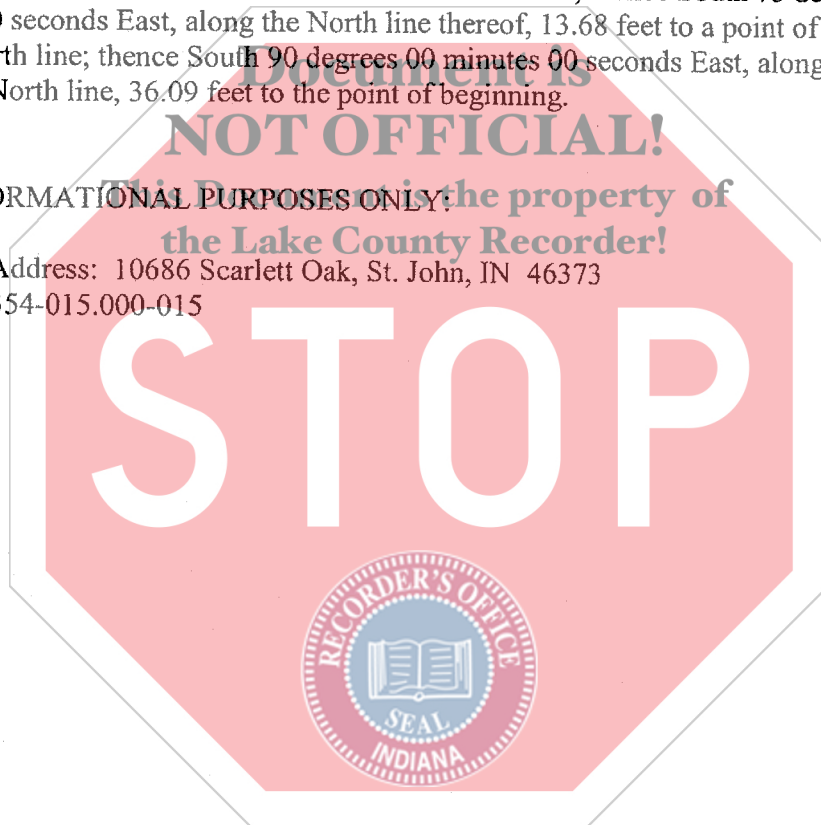 seconds East, along the North line thereof, 13.68 feet to a point of
th line; thence South 90 degrees 00 minutes 00 seconds East, along
North line, 36.09 feet to the point of beginning.
Document is
NOT OFFICIAL!
This Document is the property of
the Lake County Recorder!
ORMATIONAL PURPOSES ONLY:
Address: 10686 Scarlett Oak, St. John, IN 46373
54-015.000-015
STOP
RECORDER'S OFFICE
SEAL
INDIANA